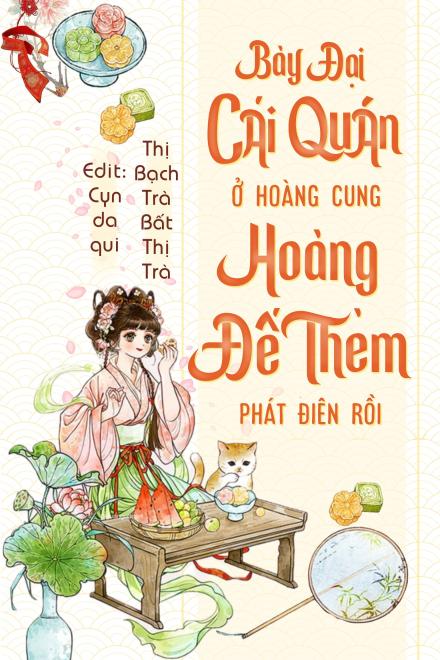 Bày Đại
Cái Quán
Ở HOÀNG CUNG
Hoàng
Đế Thèm
PHÁT ĐIÊN RỒI
Thị
Bạch
Trà
Bất
Thị
Trà
Edit:
Cựn
da
qui